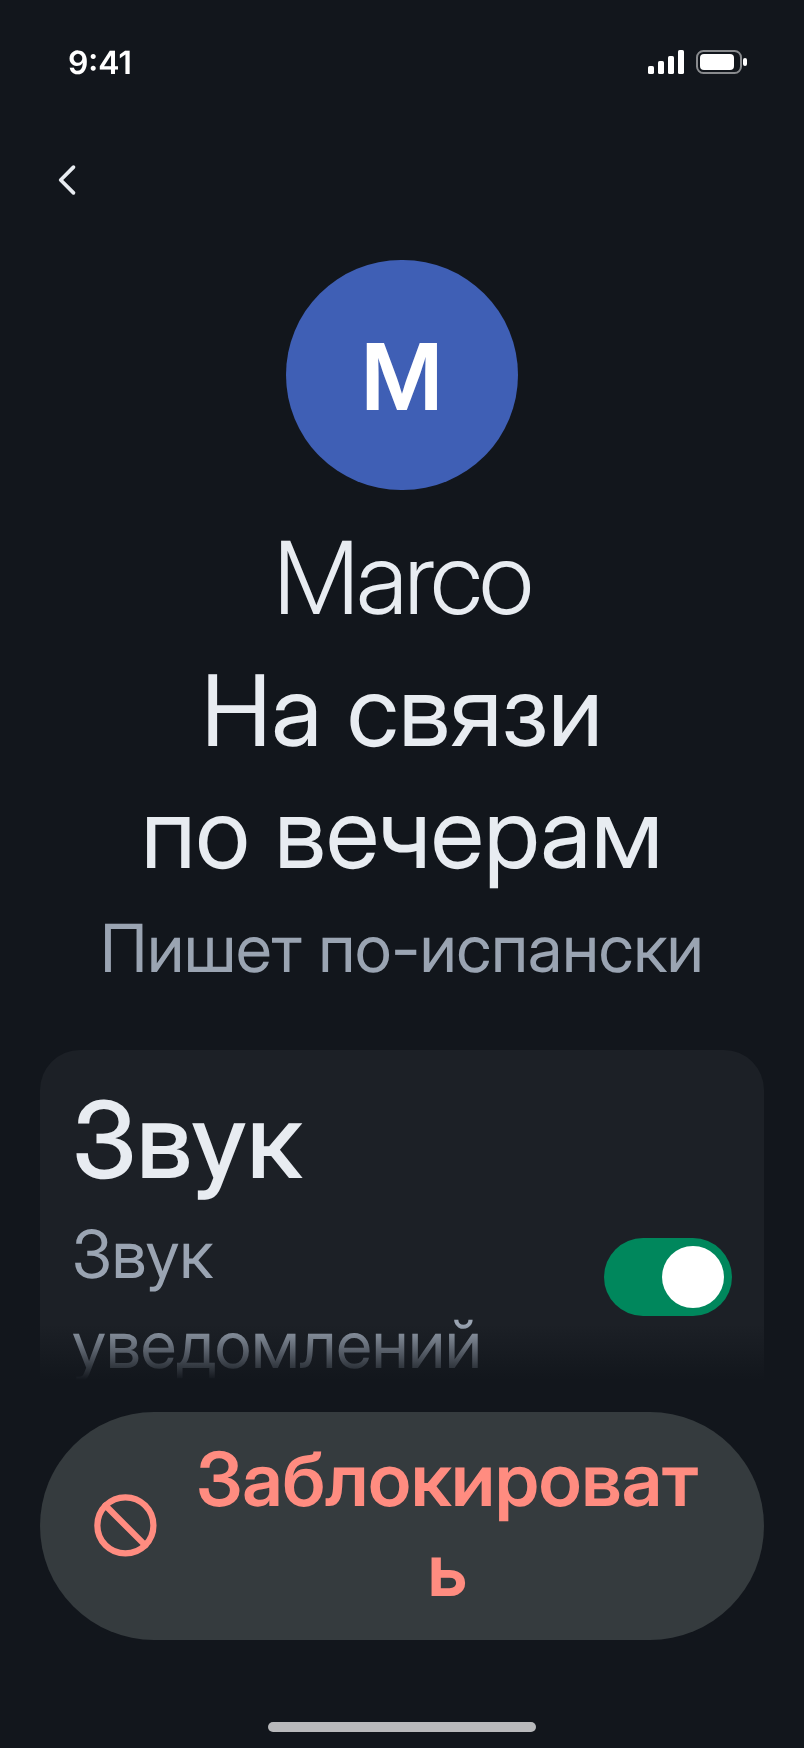 9:41
M
Marco
На связи
по вечерам
Пишет по-испански
Звук
Звук
уведомлений
Заблокироват
ь